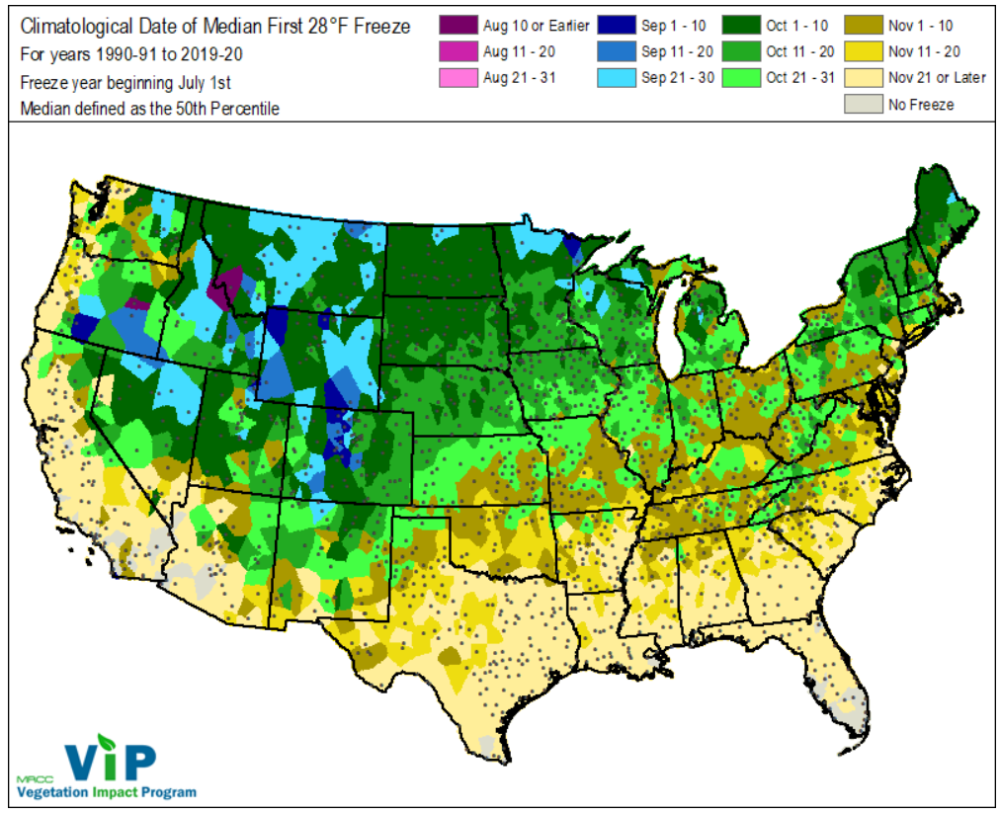 Climatological Date of Median First 28°F Freeze
For years 1990-91 to 2019-20
Freeze year beginning July 1st
Median defined as the 50th Percentile
Aug 10 or Earlier
Aug 11 - 20
Aug 21 - 31
Sep 1 - 10
Sep 11 - 20
Sep 21 - 30
Oct 1 - 10
Oct 11 - 20
Oct 21 - 31
Nov 1 - 10
Nov 11 - 20
Nov 21 or Later
No Freeze
MRCC
ViP
Vegetation Impact Program